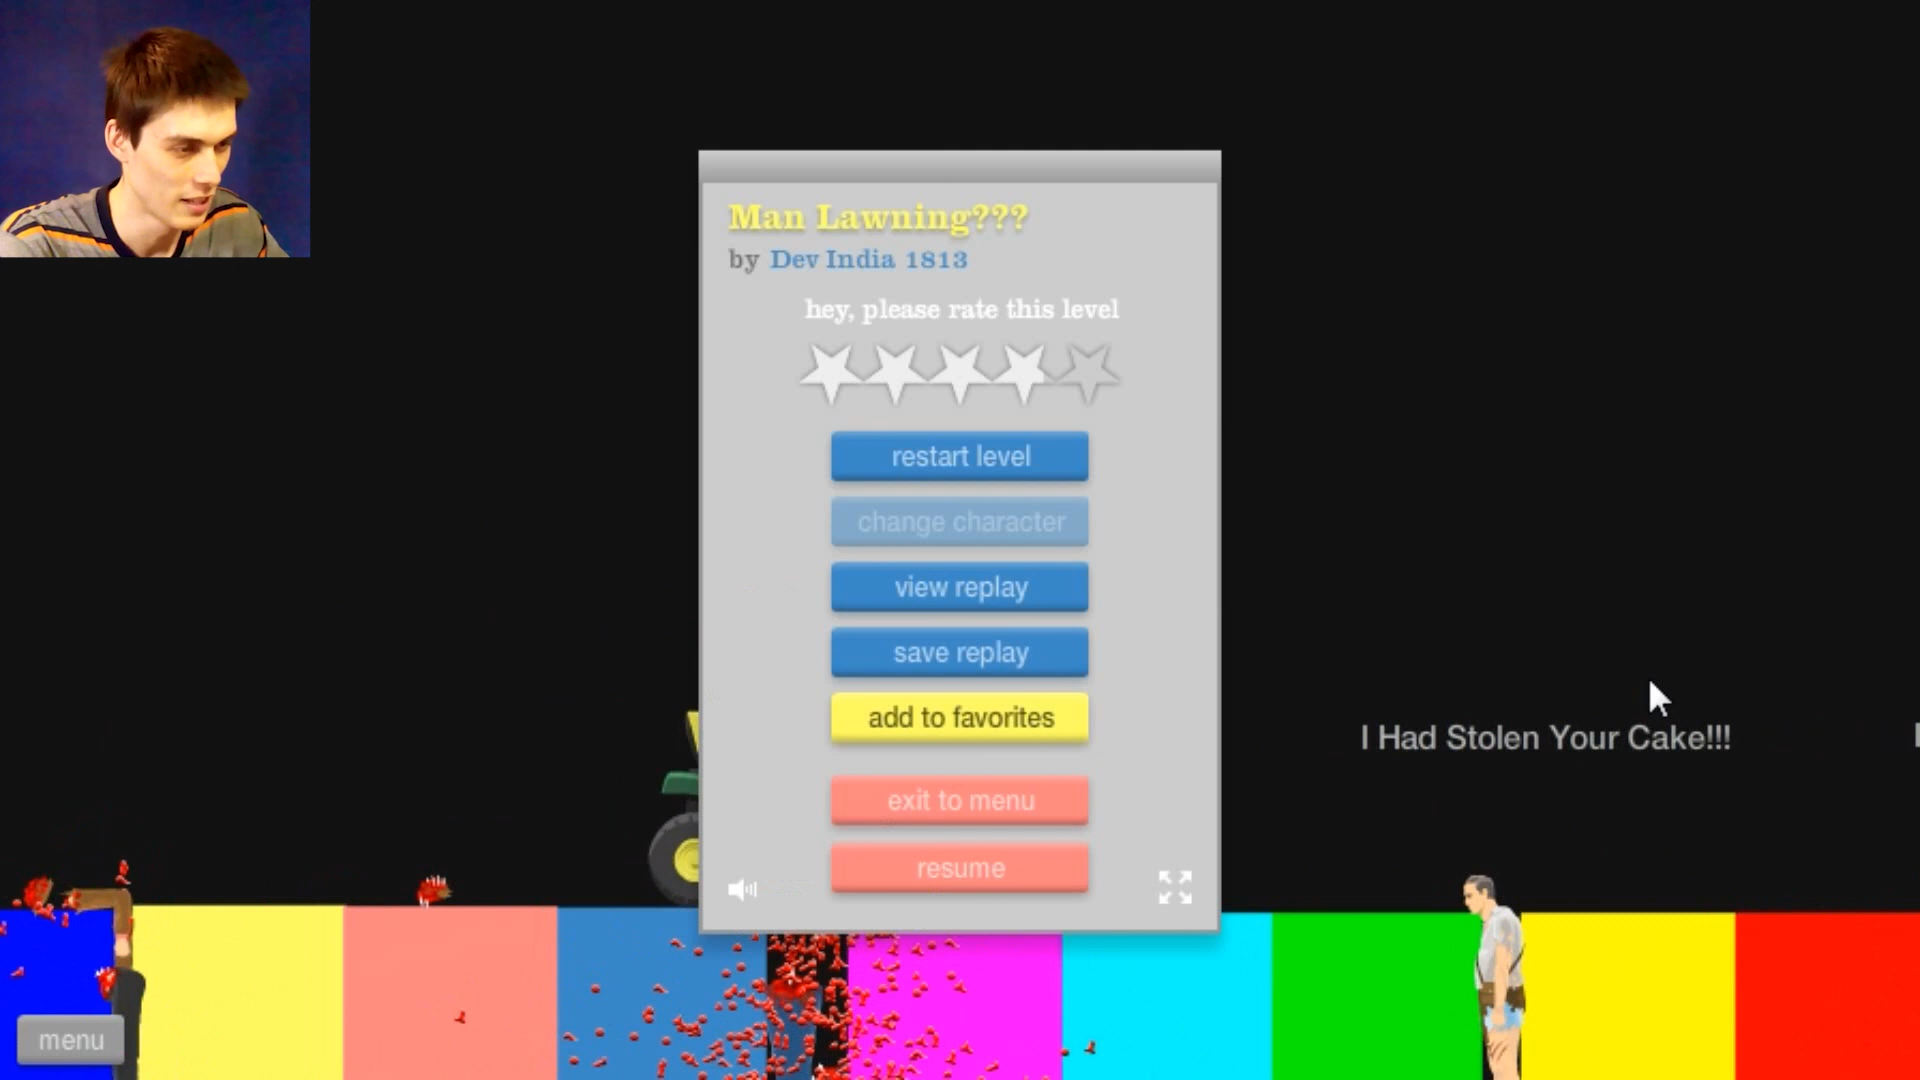 Man Lawning???
by Dev India 1813
hey, please rate this level
restart level
change character
view replay
save replay
add to favorites
I Had Stolen Your Cake!!!
exit to menu
resume
menu